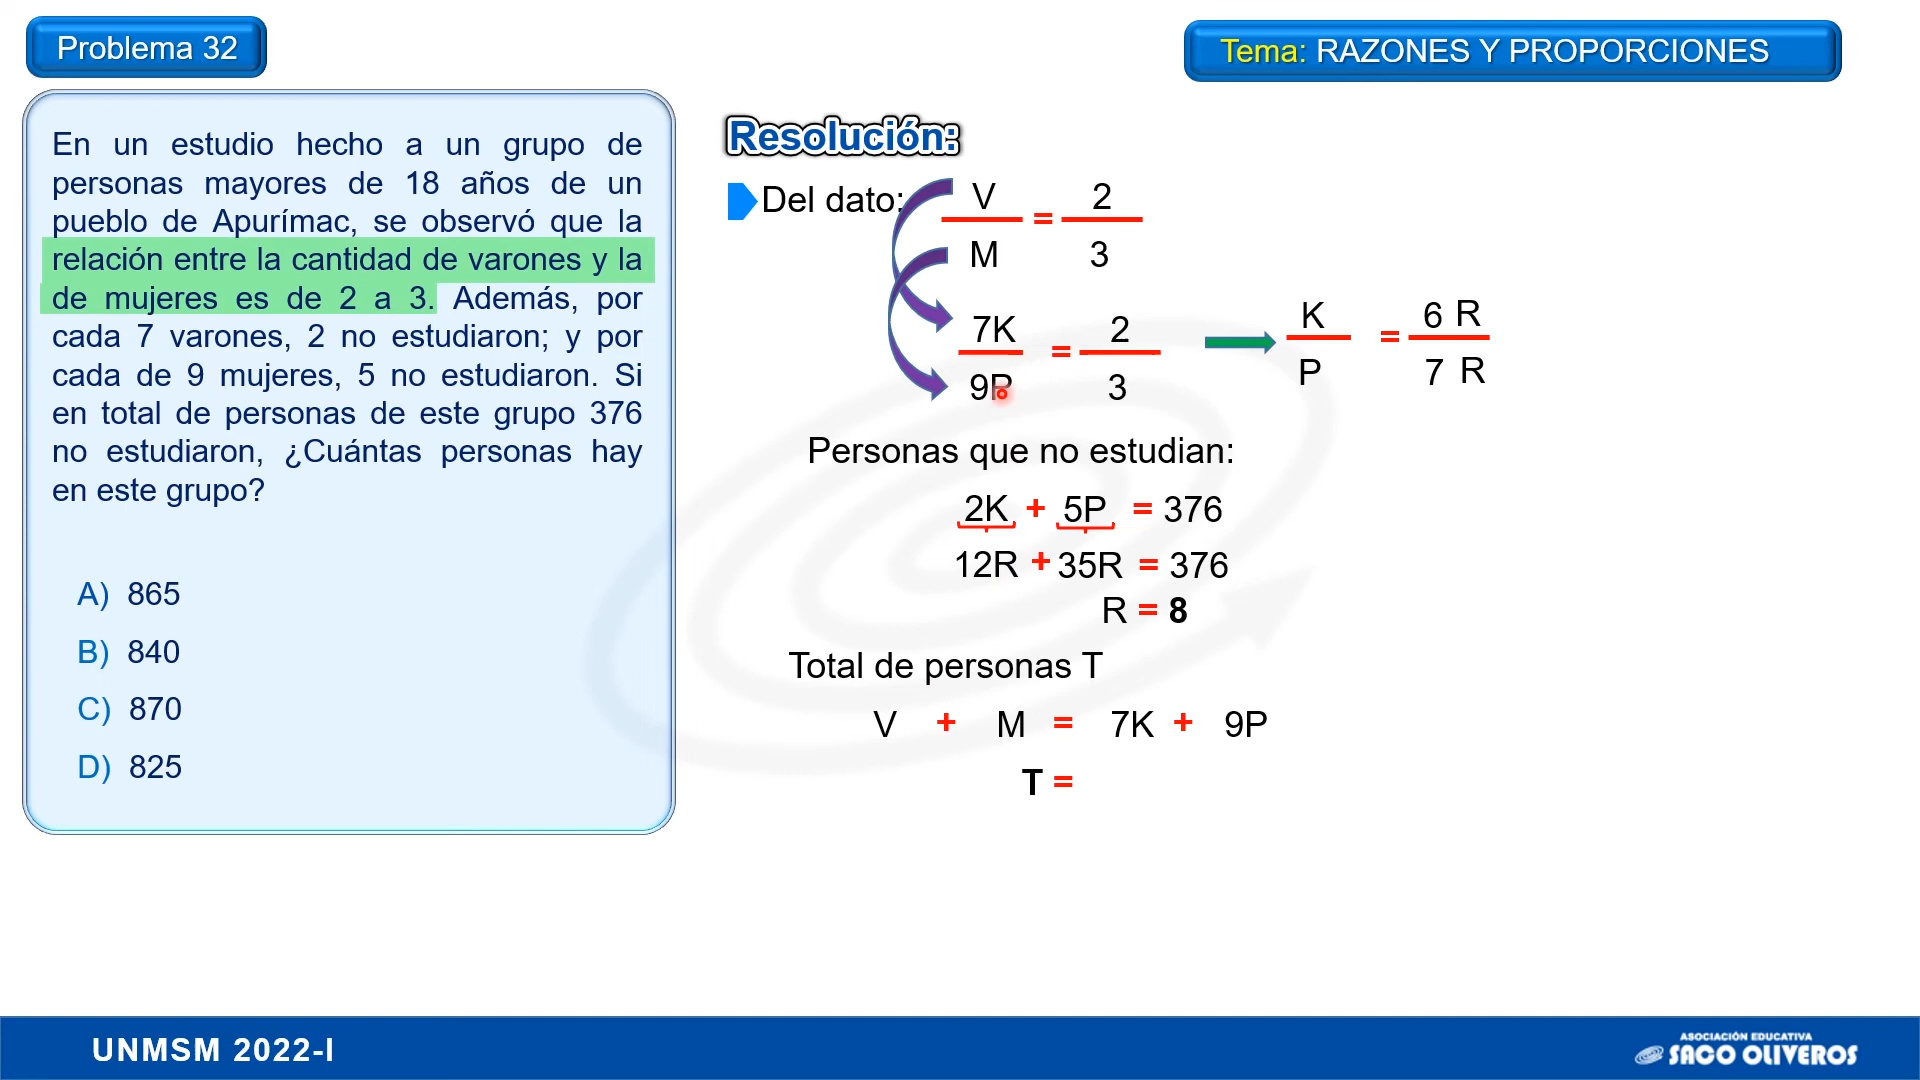 Problema 32
Tema: RAZONES Y PROPORCIONES
En un estudio hecho a un grupo de
personas mayores de 18 años de un
pueblo de Apurímac, se observó que la
relación entre la cantidad de varones y la
de mujeres es de 2 a 3. Además, por
cada 7 varones, 2 no estudiaron; y por
cada de 9 mujeres, 5 no estudiaron. Si
en total de personas de este grupo 376
no estudiaron, ¿Cuántas personas hay
en este grupo?
A) 865
B) 840
C) 870
D) 825
Resolución:
Del dato:
V
=
2
M
3
7K
=
2
9P
3
K
=
6 R
P
7 R
Personas que no estudian:
2K + 5P = 376
12R + 35R = 376
R = 8
Total de personas T
V + M = 7K + 9P
T =
UNMSM 2022-I
ASOCIACIÓN EDUCATIVA
SACO OLIVEROS